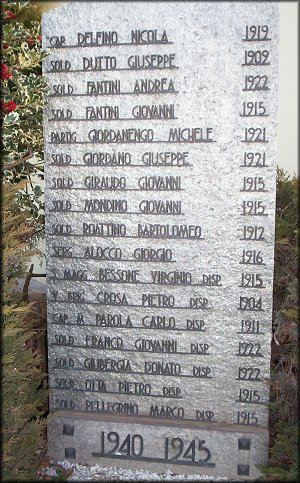 CAP. DELFINO NICOLA 1919
SOLD DUTTO GIUSEPPE 1909
SOLD FANTINI ANDREA 1922
SOLD FANTINI GIOVANNI 1915
PARTIG GIORDANENGO MICHELE 1921
SOLD GIORDANO GIUSEPPE 1921
SOLD GIRAUDO GIOVANNI 1915
SOLD MONDINO GIOVANNI 1915
SOLD ROATTINO BARTOLOMEO 1912
SERG ALOCCO GIORGIO 1916
S. MAGG BESSONE VIRGINIO DISP 1915
V. BRIG CROSA PIETRO DISP 1904
CAP. M. PAROLA CARLO DISP 1911
SOLD FRANCO GIOVANNI DISP 1922
SOLD GIUBERGIA DONATO DISP 1922
SOLD OTTA PIETRO DISP 1915
SOLD PELLEGRINO MARCO DISP 1915
1940 1945